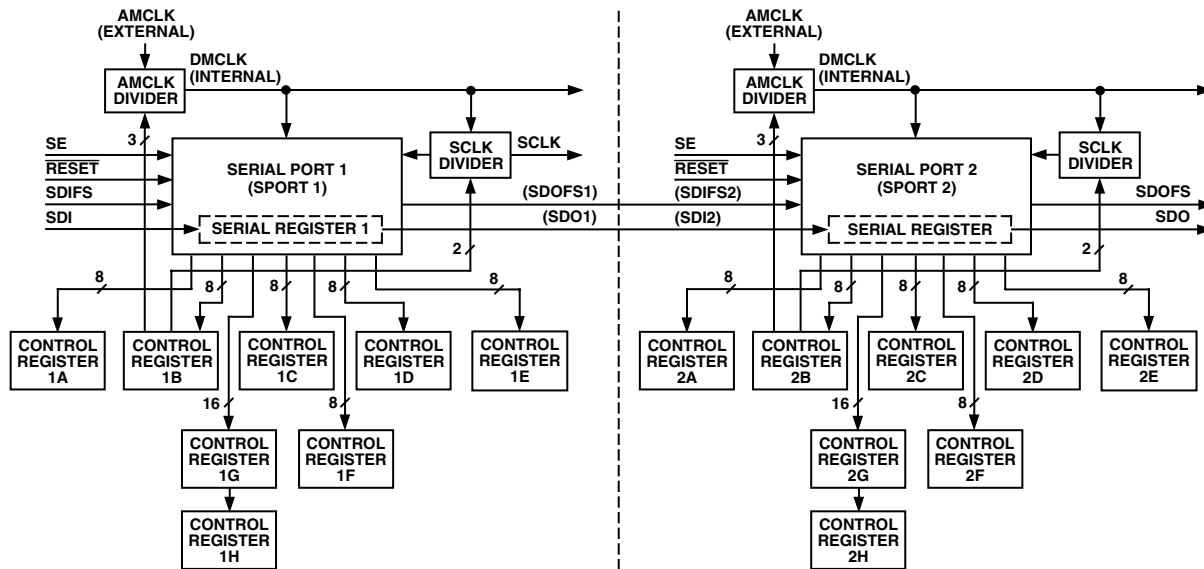 AMCLK
(EXTERNAL)
DMCLK
(INTERNAL)
AMCLK
DIVIDER
3
SE
RESET
SDIFS
SDI
SERIAL PORT 1
(SPORT 1)
SERIAL REGISTER 1
SCLK
DIVIDER
SCLK
2
(SDOFS1)
(SDO1)
8
8
8
8
8
CONTROL
REGISTER
1A
CONTROL
REGISTER
1B
CONTROL
REGISTER
1C
CONTROL
REGISTER
1D
CONTROL
REGISTER
1E
16
8
CONTROL
REGISTER
1G
CONTROL
REGISTER
1F
CONTROL
REGISTER
1H
AMCLK
(EXTERNAL)
DMCLK
(INTERNAL)
AMCLK
DIVIDER
3
SE
RESET
(SDIFS2)
(SDI2)
SERIAL PORT 2
(SPORT 2)
SERIAL REGISTER
SCLK
DIVIDER
SDOFS
SDO
2
8
8
8
8
8
CONTROL
REGISTER
2A
CONTROL
REGISTER
2B
CONTROL
REGISTER
2C
CONTROL
REGISTER
2D
CONTROL
REGISTER
2E
16
8
CONTROL
REGISTER
2G
CONTROL
REGISTER
2F
CONTROL
REGISTER
2H